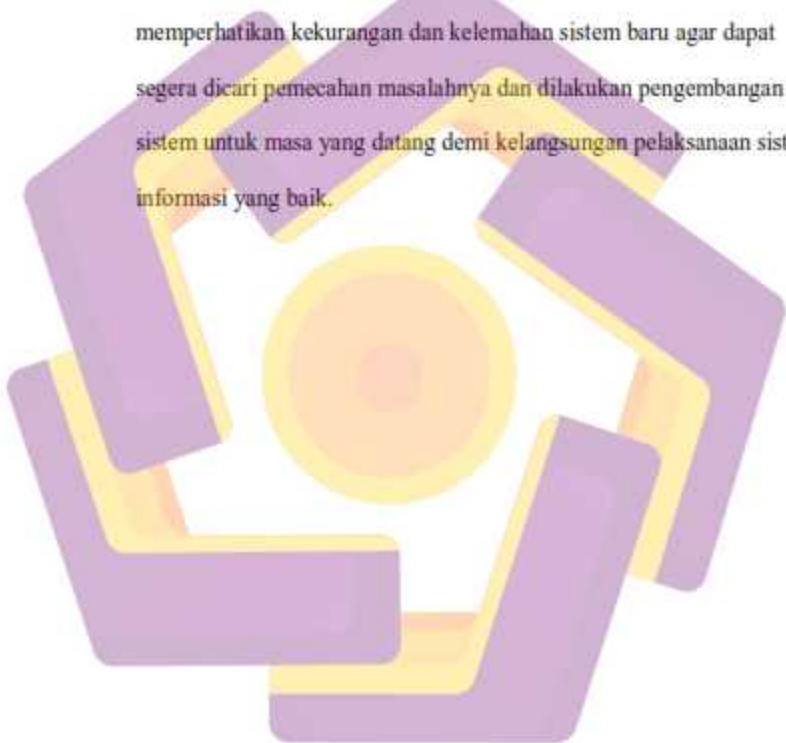 memperhatikan kekurangan dan kelemahan sistem baru agar dapat
segera dicari pemecahan masalahnya dan dilakukan pengembangan
sistem untuk masa yang datang demi kelangsungan pelaksanaan sist
informasi yang baik.